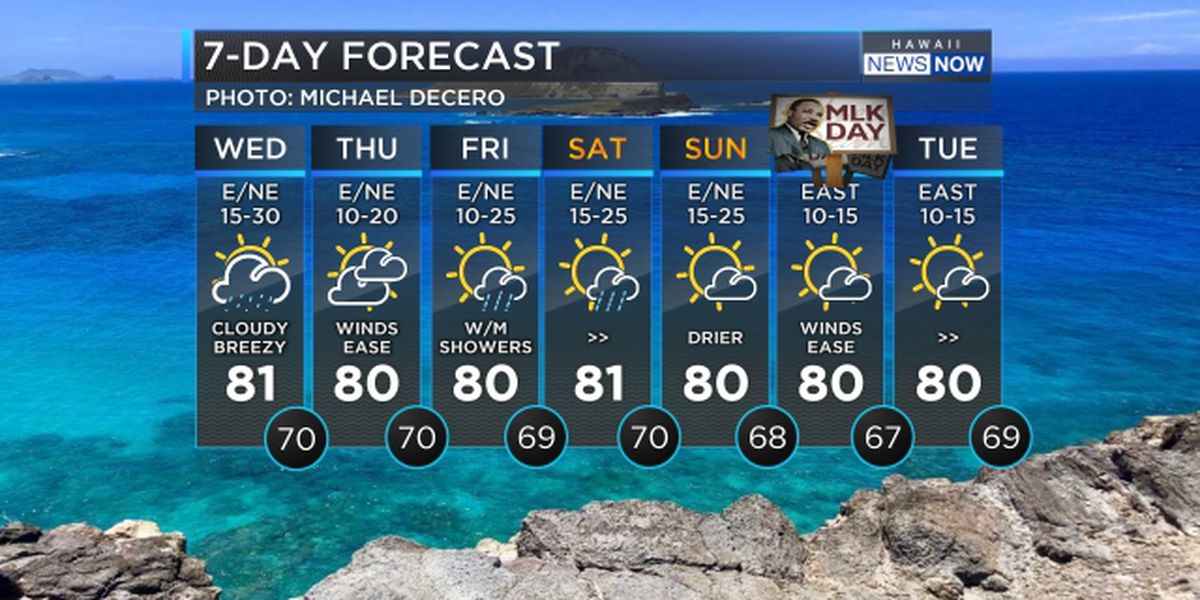 7-DAY FORECAST
HAWAII
NEWS NOW
PHOTO: MICHAEL DECERO
WED
E/NE
15-30
CLOUDY
BREEZY
81
70
THU
E/NE
10-20
WINDS
EASE
80
70
FRI
E/NE
10-25
W/M
SHOWERS
80
69
SAT
E/NE
15-25
>>
81
70
SUN
E/NE
15-25
DRIER
80
68
MLK
DAY
EAST
10-15
WINDS
EASE
80
67
TUE
EAST
10-15
>>
80
69